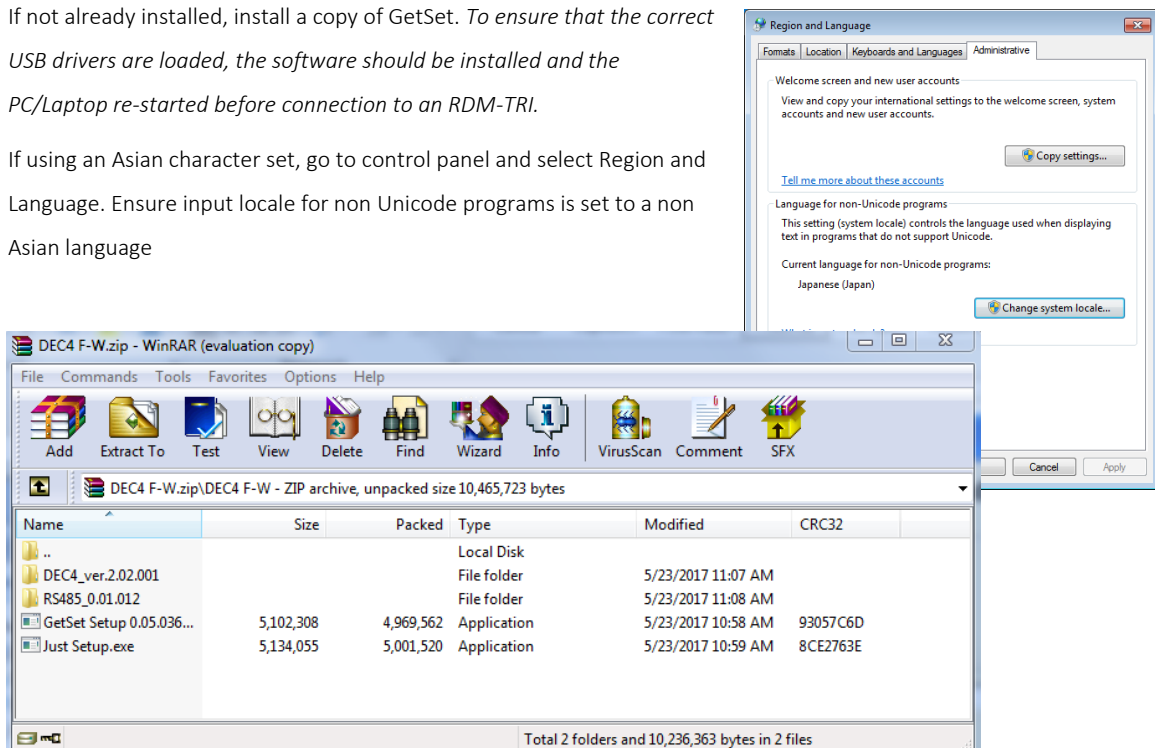 If not already installed, install a copy of GetSet. To ensure that the correct
USB drivers are loaded, the software should be installed and the
PC/Laptop re-started before connection to an RDM-TRI.
If using an Asian character set, go to control panel and select Region and
Language. Ensure input locale for non Unicode programs is set to a non
Asian language
Region and Language
Formats Location Keyboards and Languages Administrative
Welcome screen and new user accounts
View and copy your international settings to the welcome screen, system
accounts and new user accounts.
Copy settings...
Tell me more about these accounts
Language for non-Unicode programs
This setting (system locale) controls the language used when displaying
text in programs that do not support Unicode.
Current language for non-Unicode programs:
Japanese (Japan)
Change system locale...
Cancel Apply
DEC4 F-W.zip - WinRAR (evaluation copy)
File Commands Tools Favorites Options Help
Add Extract To Test View Delete Find Wizard Info VirusScan Comment SFX
DEC4 F-W.zip\DEC4 F-W - ZIP archive, unpacked size 10,465,723 bytes
Name Size Packed Type Modified CRC32
.. Local Disk
DEC4_ver.2.02.001 File folder 5/23/2017 11:07 AM
RS485_0.01.012 File folder 5/23/2017 11:08 AM
GetSet Setup 0.05.036... 5,102,308 4,969,562 Application 5/23/2017 10:58 AM 93057C6D
Just Setup.exe 5,134,055 5,001,520 Application 5/23/2017 10:59 AM 8CE2763E
Total 2 folders and 10,236,363 bytes in 2 files